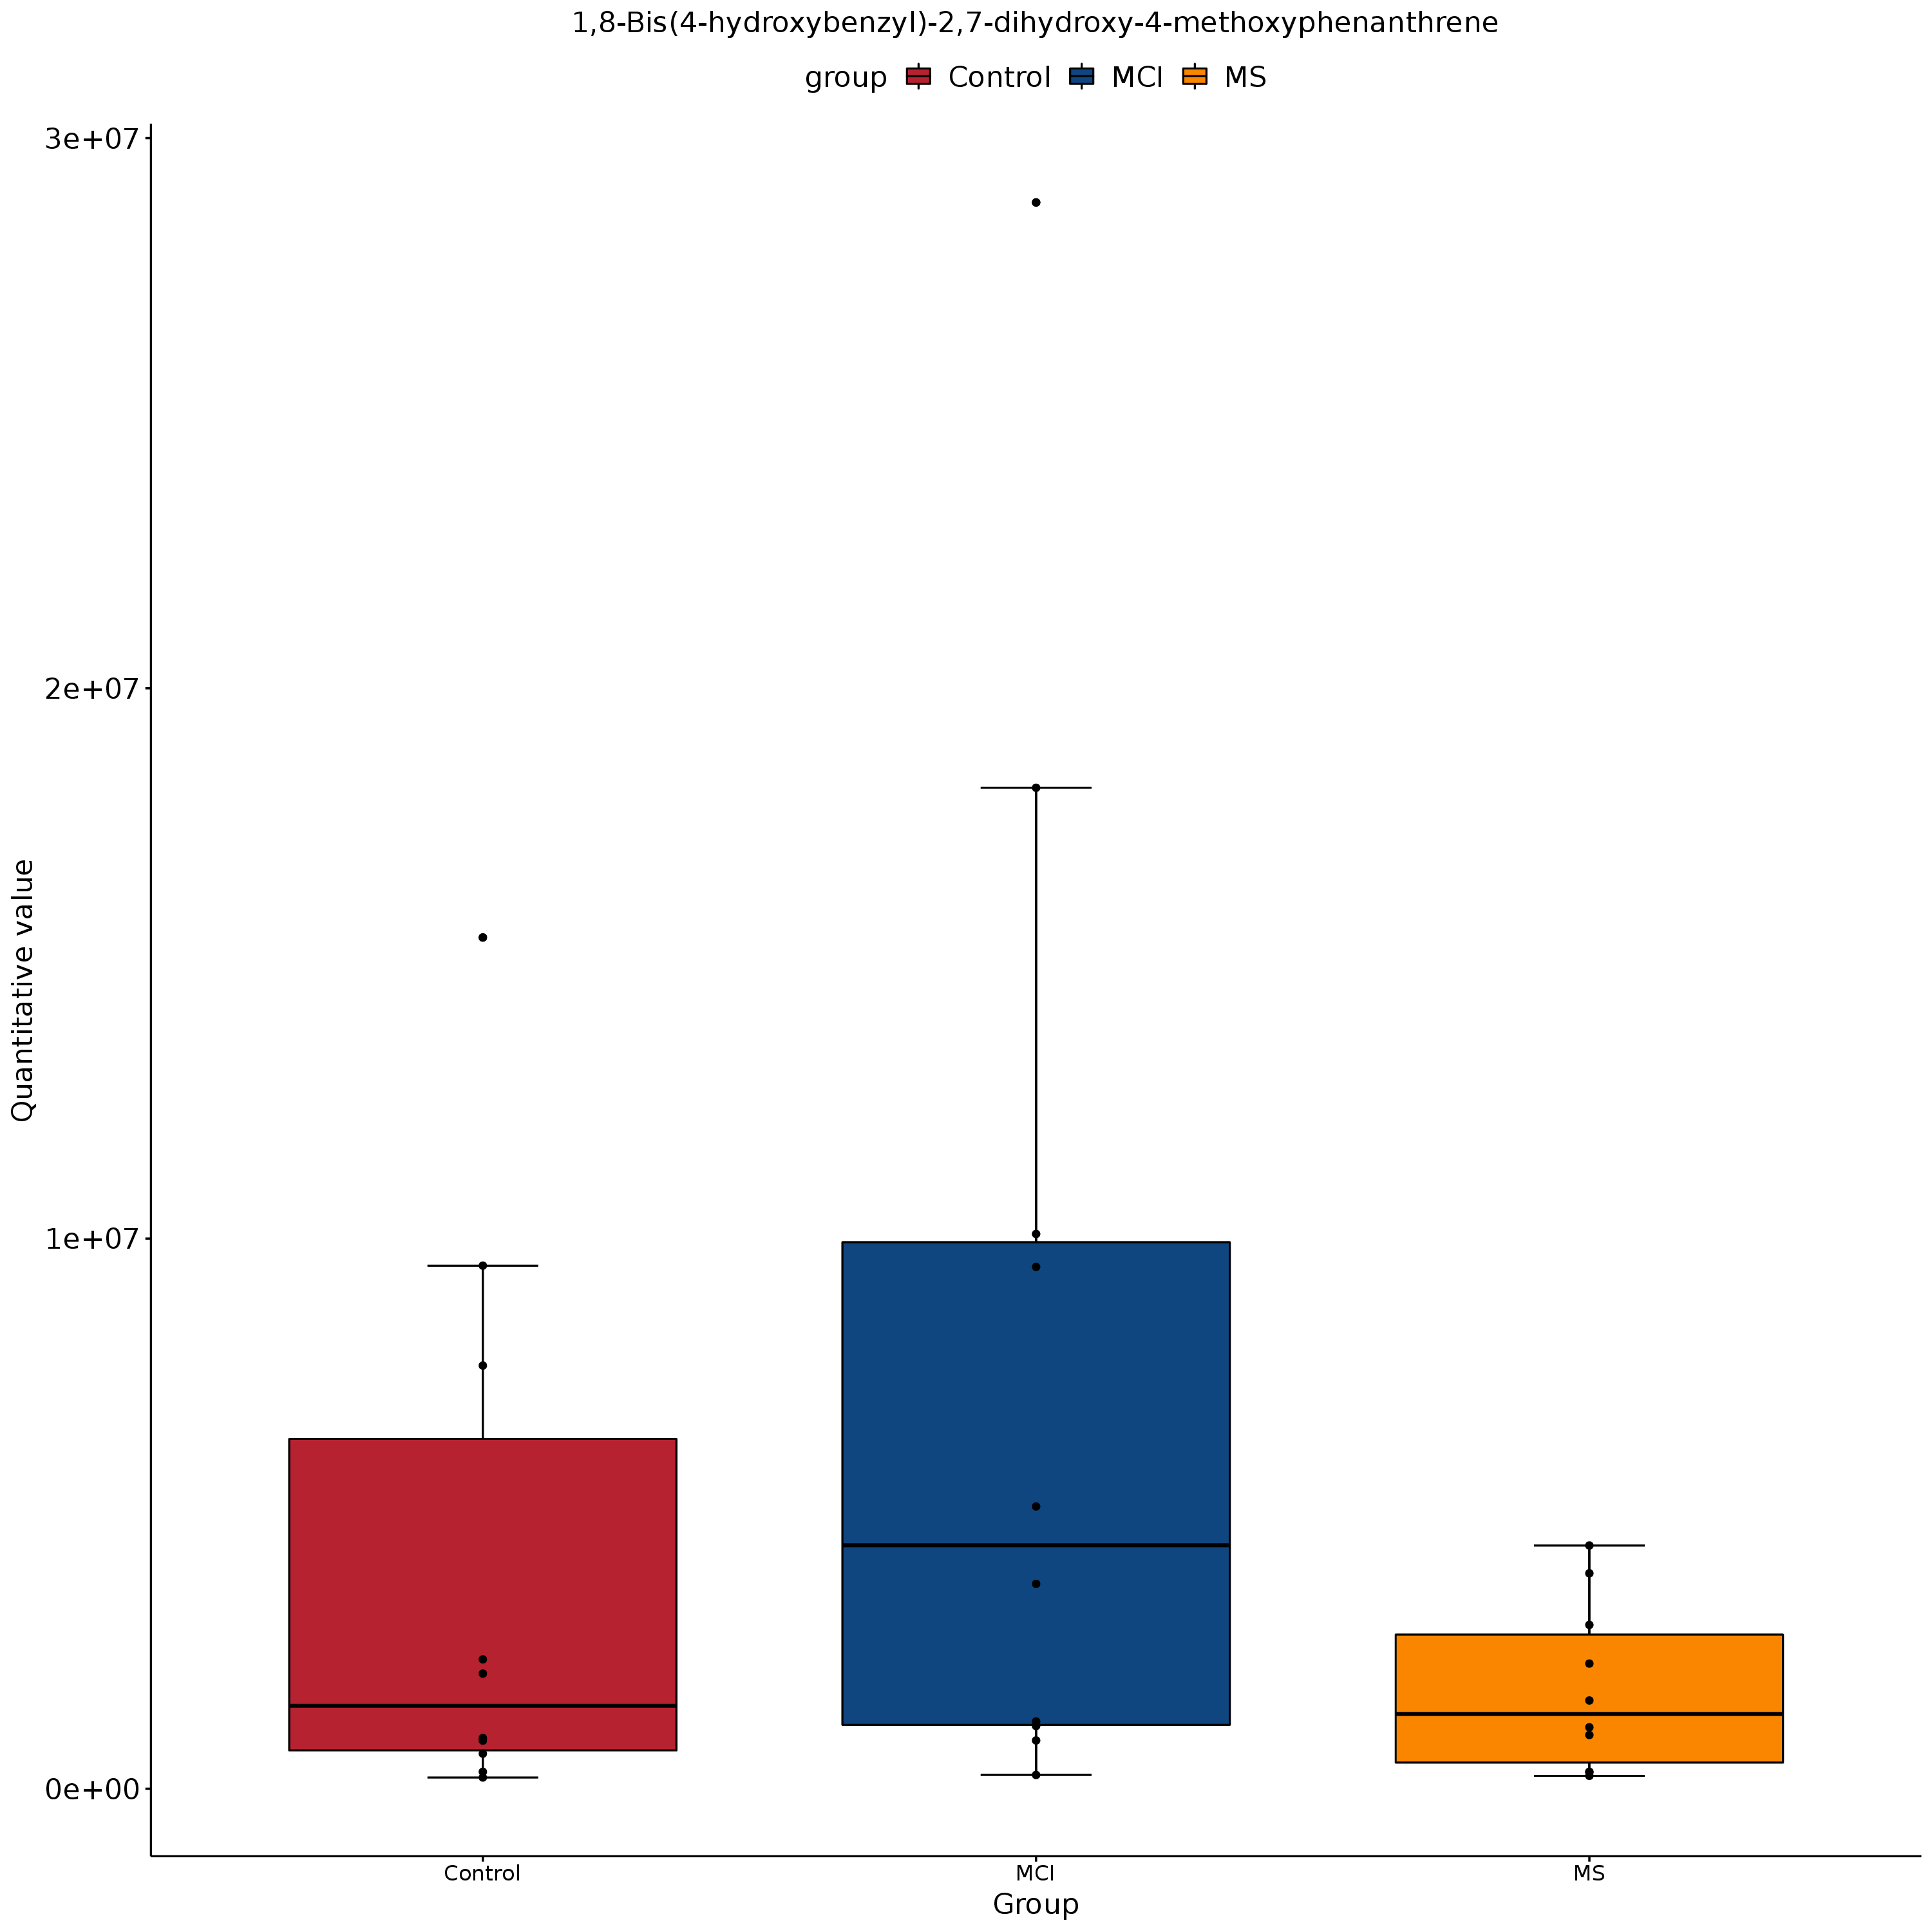 1,8-Bis(4-hydroxybenzyl)-2,7-dihydroxy-4-methoxyphenanthrene
group Control MCI MS
3e+07
2e+07
1e+07
0e+00
Quantitative value
Control MCI MS
Group